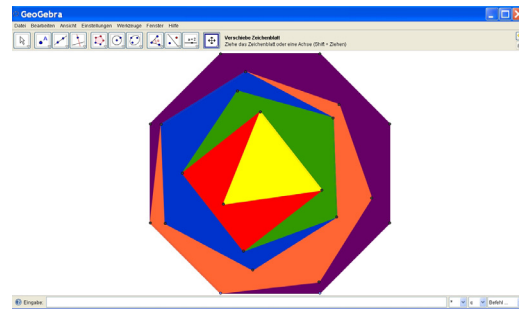 GeoGebra
Datei Bearbeiten Ansicht Einstellungen Werkzeuge Fenster Hilfe
Verschiebe Zeichenblatt
Ziehe das Zeichenblatt oder eine Achse (Shift + Ziehen)
A
a=2
Eingabe:
Befehl ...